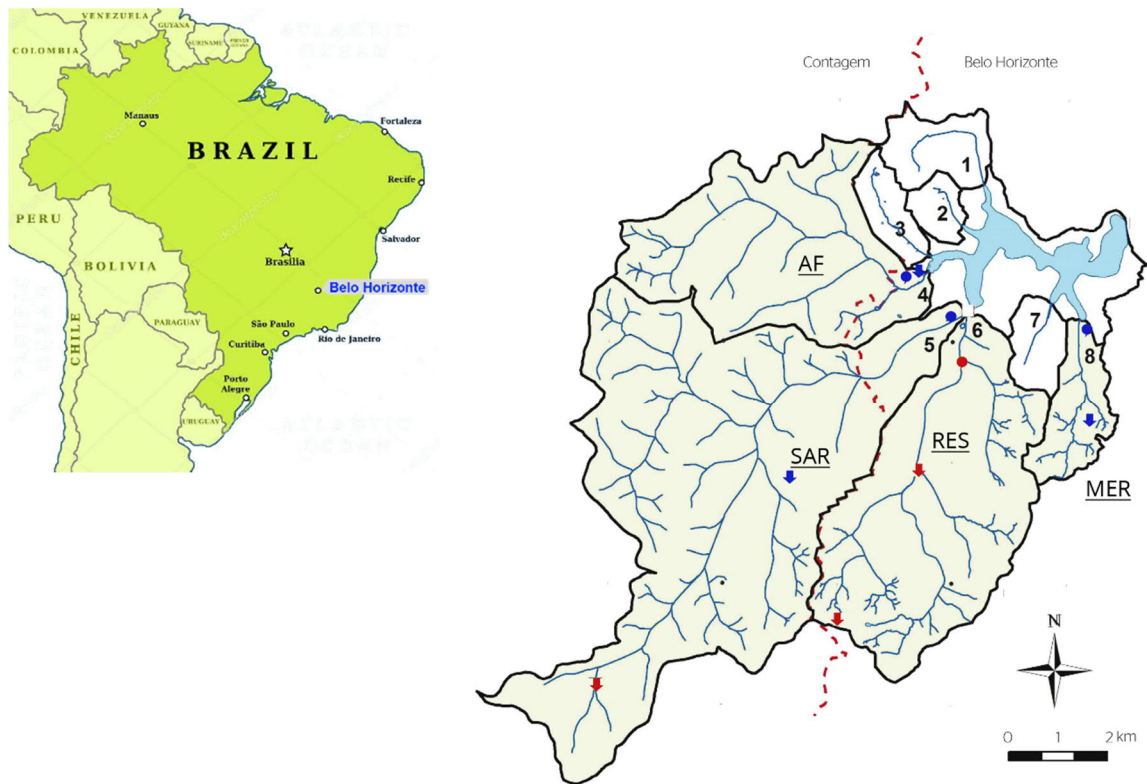 VENEZUELA
GUYANA
SURINAME
COLOMBIA
Manaus
Fortaleza
BRAZIL
Recife
PERU
Salvador
Brasilia
BOLIVIA
Belo Horizonte
PARAGUAY
São Paulo
Rio de Janeiro
CHILE
Curitiba
Porto
Alegre
URUGUAY
Contagem
Belo Horizonte
1
2
3
AF
4
5
6
7
8
SAR
RES
MER
N
0 1 2 km